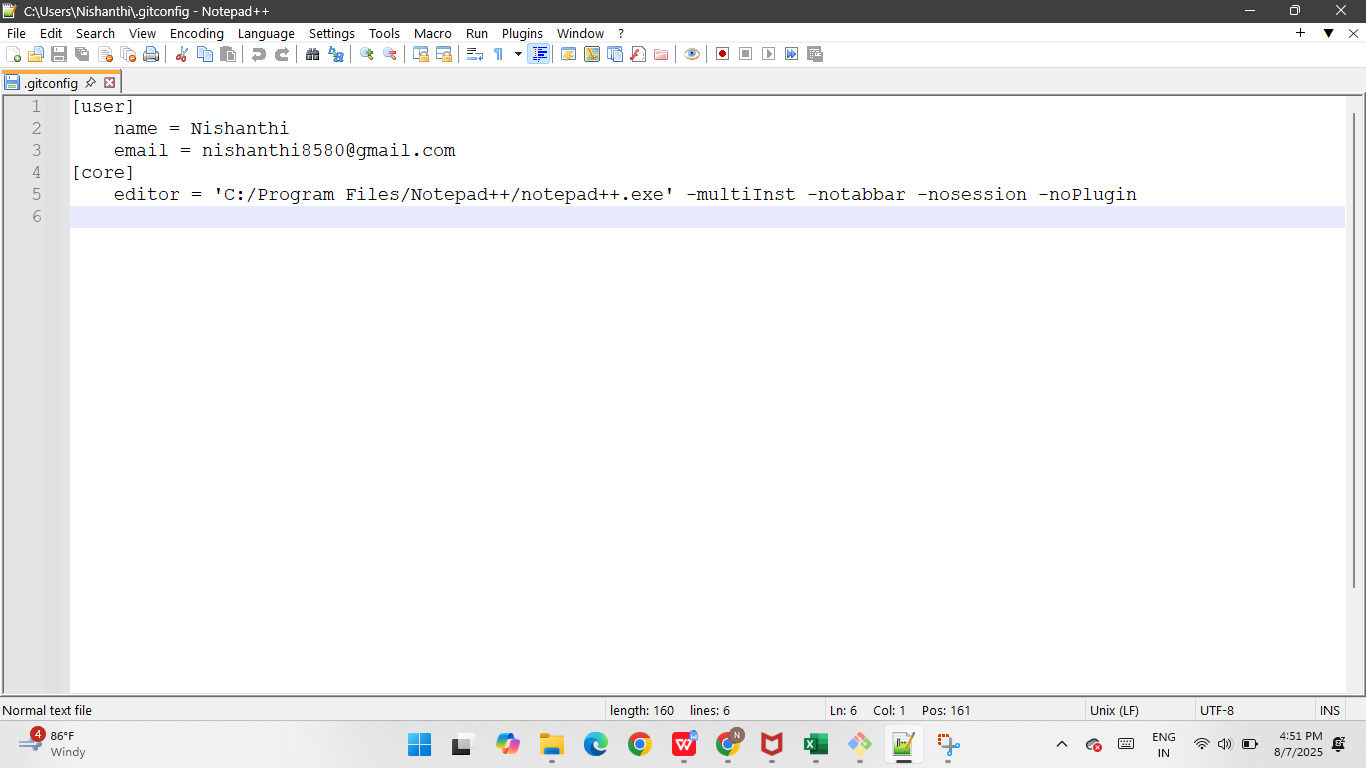 C:\Users\Nishanthi\.gitconfig - Notepad++
File Edit Search View Encoding Language Settings Tools Macro Run Plugins Window ?
.gitconfig
1 [user]
2 name = Nishanthi
3 email = nishanthi8580@gmail.com
4 [core]
5 editor = 'C:/Program Files/Notepad++/notepad++.exe' -multiInst -notabbar -nosession -noPlugin
6
Normal text file length: 160 lines: 6 Ln: 6 Col: 1 Pos: 161 Unix (LF) UTF-8 INS
4 86°F
Windy
N
ENG
IN
4:51 PM
8/7/2025